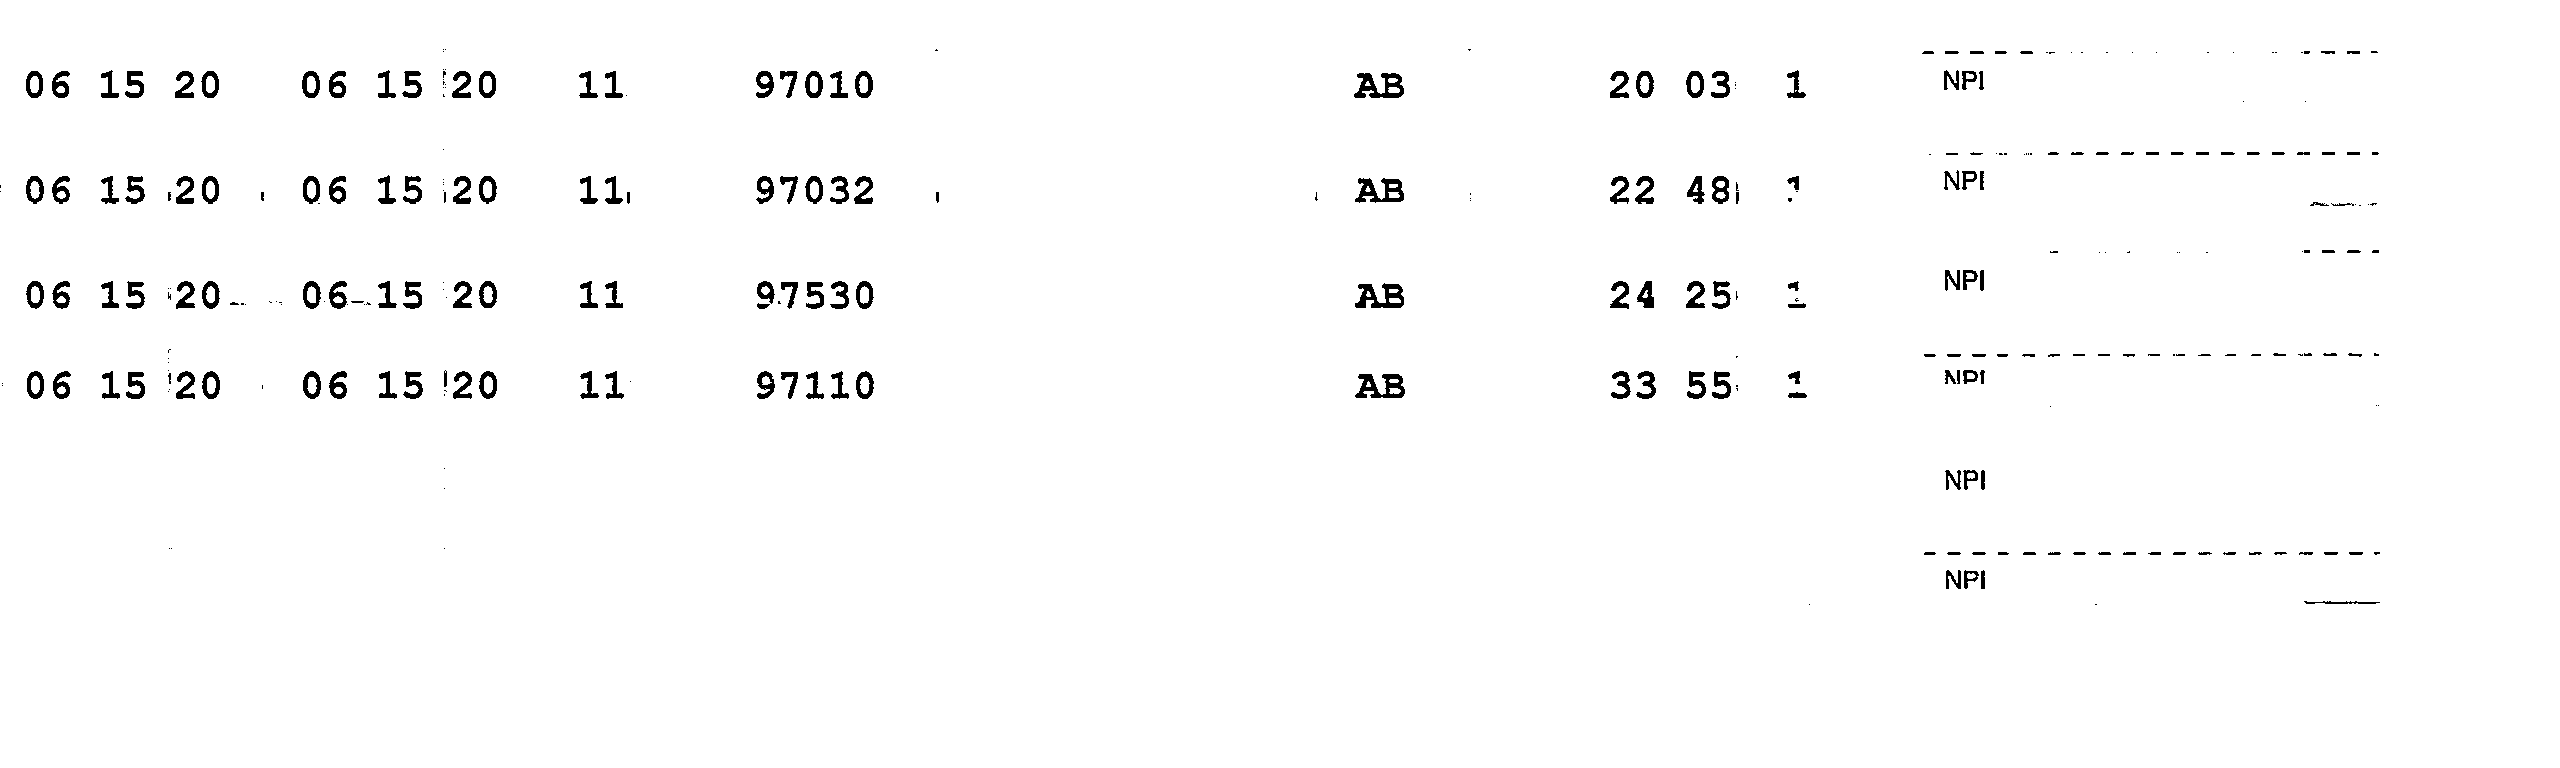 06 15 20 06 15 20 11 97010 AB 20 03 1 NPI
06 15 20 06 15 20 11 97032 AB 22 48 1 NPI
06 15 20 06 15 20 11 97530 AB 24 25 1 NPI
06 15 20 06 15 20 11 97110 AB 33 55 1 NPI
NPI
NPI